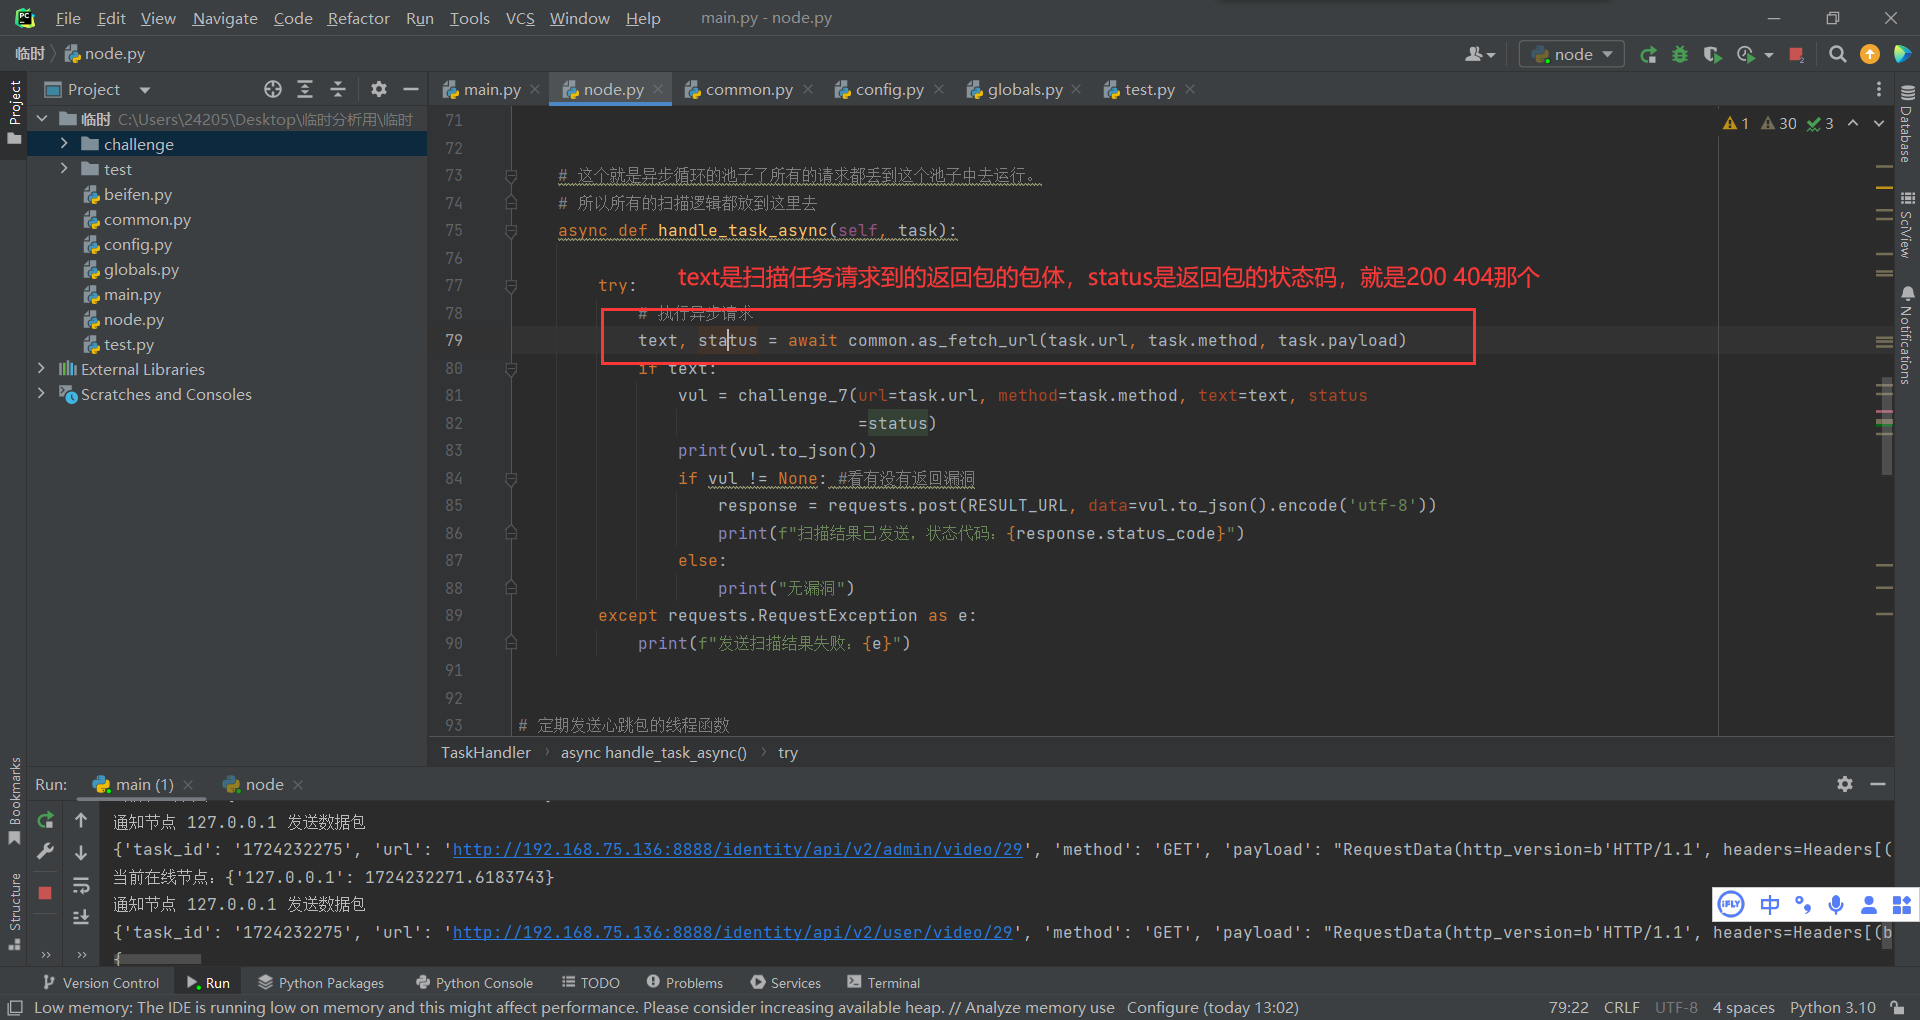 File Edit View Navigate Code Refactor Run Tools VCS Window Help main.py - node.py
临时 node.py
node
Project
main.py node.py common.py config.py globals.py test.py
临时 C:\Users\24205\Desktop\临时分析用\临时
challenge
test
beifen.py
common.py
config.py
globals.py
main.py
node.py
test.py
External Libraries
Scratches and Consoles
Project
Bookmarks
Structure
1 30 3
Database
SciView
Notifications
71
72
73 # 这个就是异步循环的池子了所有的请求都丢到这个池子中去运行。
74 # 所以所有的扫描逻辑都放到这里去
75 async def handle_task_async(self, task):
76
text是扫描任务请求到的返回包的包体，status是返回包的状态码，就是200 404那个
77 try:
78 # 执行异步请求
79 text, status = await common.as_fetch_url(task.url, task.method, task.payload)
80 if text:
81 vul = challenge_7(url=task.url, method=task.method, text=text, status
82 =status)
83 print(vul.to_json())
84 if vul != None: #看有没有返回漏洞
85 response = requests.post(RESULT_URL, data=vul.to_json().encode('utf-8'))
86 print(f"扫描结果已发送，状态代码：{response.status_code}")
87 else:
88 print("无漏洞")
89 except requests.RequestException as e:
90 print(f"发送扫描结果失败：{e}")
91
92
93 # 定期发送心跳包的线程函数
TaskHandler async handle_task_async() try
Run: main (1) node
通知节点 127.0.0.1 发送数据包
{'task_id': '1724232275', 'url': 'http://192.168.75.136:8888/identity/api/v2/admin/video/29', 'method': 'GET', 'payload': "RequestData(http_version=b'HTTP/1.1', headers=Headers[(
当前在线节点：{'127.0.0.1': 1724232271.6183743}
通知节点 127.0.0.1 发送数据包
{'task_id': '1724232275', 'url': 'http://192.168.75.136:8888/identity/api/v2/user/video/29', 'method': 'GET', 'payload': "RequestData(http_version=b'HTTP/1.1', headers=Headers[(b
{
iFLY 中
Version Control Run Python Packages Python Console TODO Problems Services Terminal
Low memory: The IDE is running low on memory and this might affect performance. Please consider increasing available heap. // Analyze memory use Configure (today 13:02) 79:22 CRLF UTF-8 4 spaces Python 3.10